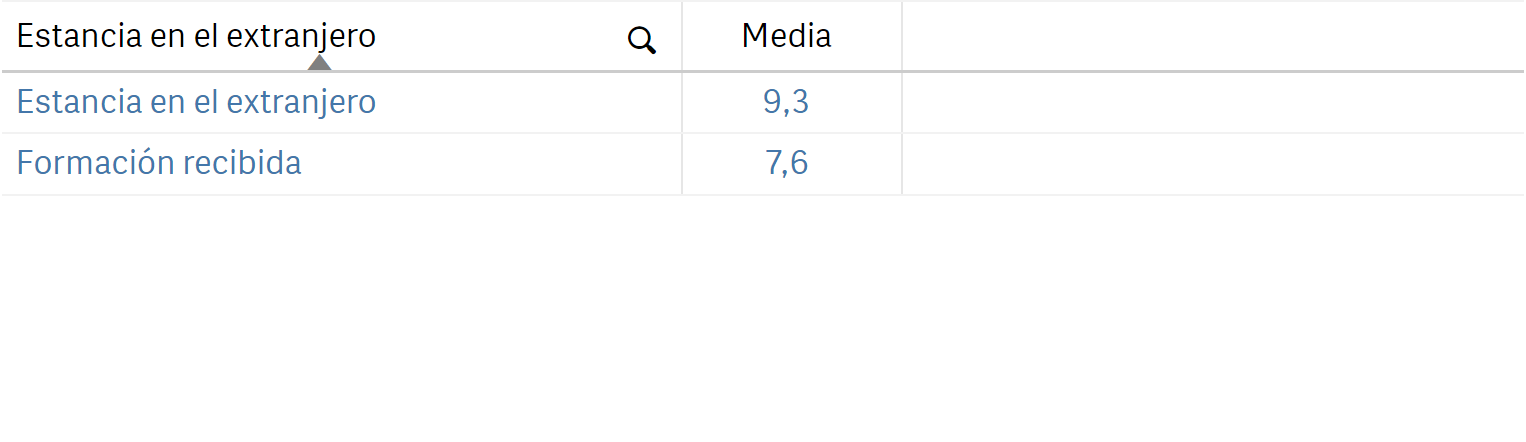 Estancia en el extranjero Media
Estancia en el extranjero 9,3
Formación recibida 7,6